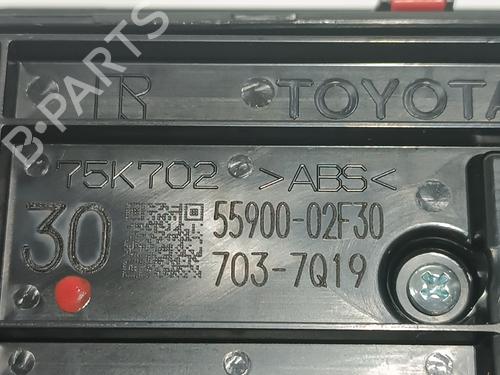 B-PARTS
TR TOYOTA
75K702 >ABS<
30
55900-02F30
703-7Q19